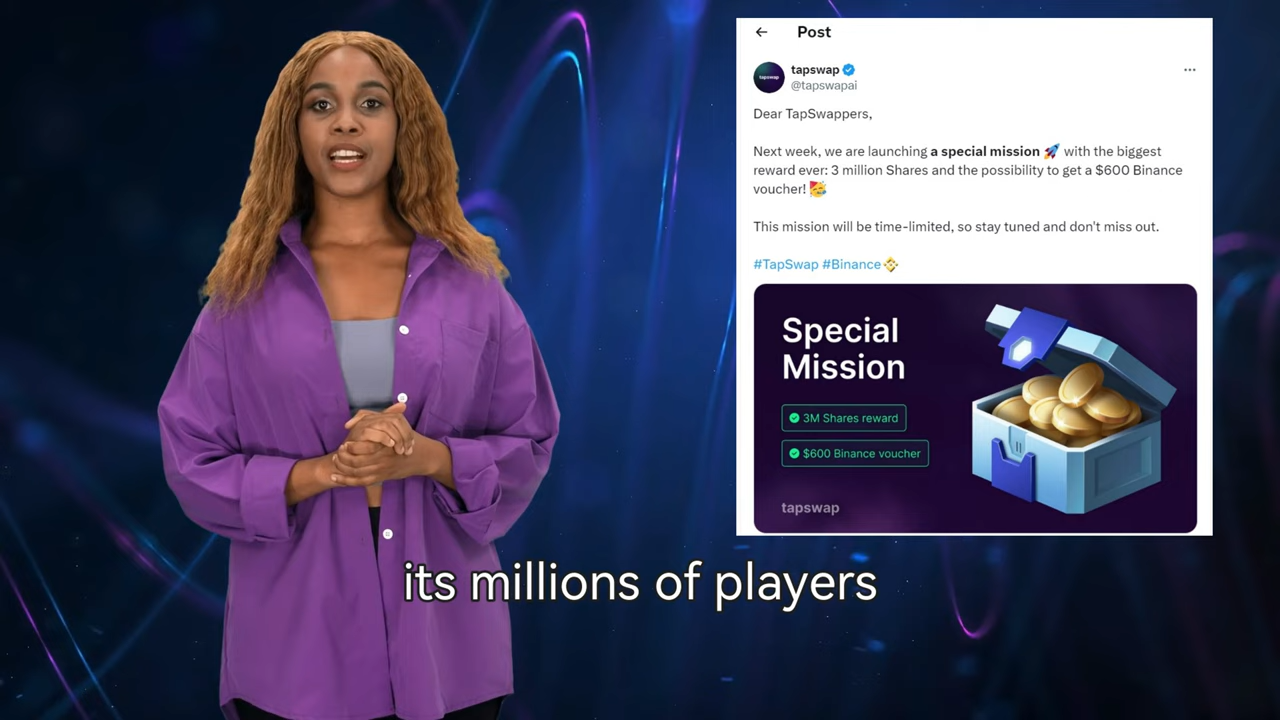 Post
tapswap
tapswap
@tapswapai
Dear TapSwappers,
Next week, we are launching a special mission 🚀 with the biggest
reward ever: 3 million Shares and the possibility to get a $600 Binance
voucher! 🥳
This mission will be time-limited, so stay tuned and don't miss out.
#TapSwap #Binance
Special
Mission
3M Shares reward
$600 Binance voucher
tapswap
its millions of players